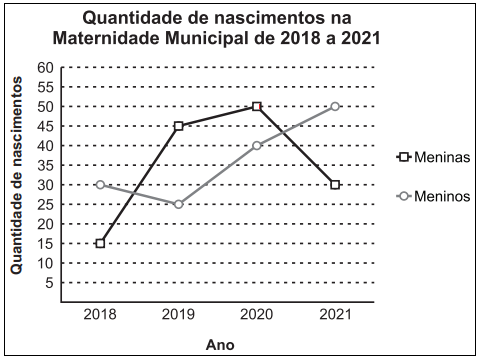 Quantidade de nascimentos na
Maternidade Municipal de 2018 a 2021
Quantidade de nascimentos
60
55
50
45
40
35
30
25
20
15
10
5
2018 2019 2020 2021
Ano
Meninas
Meninos